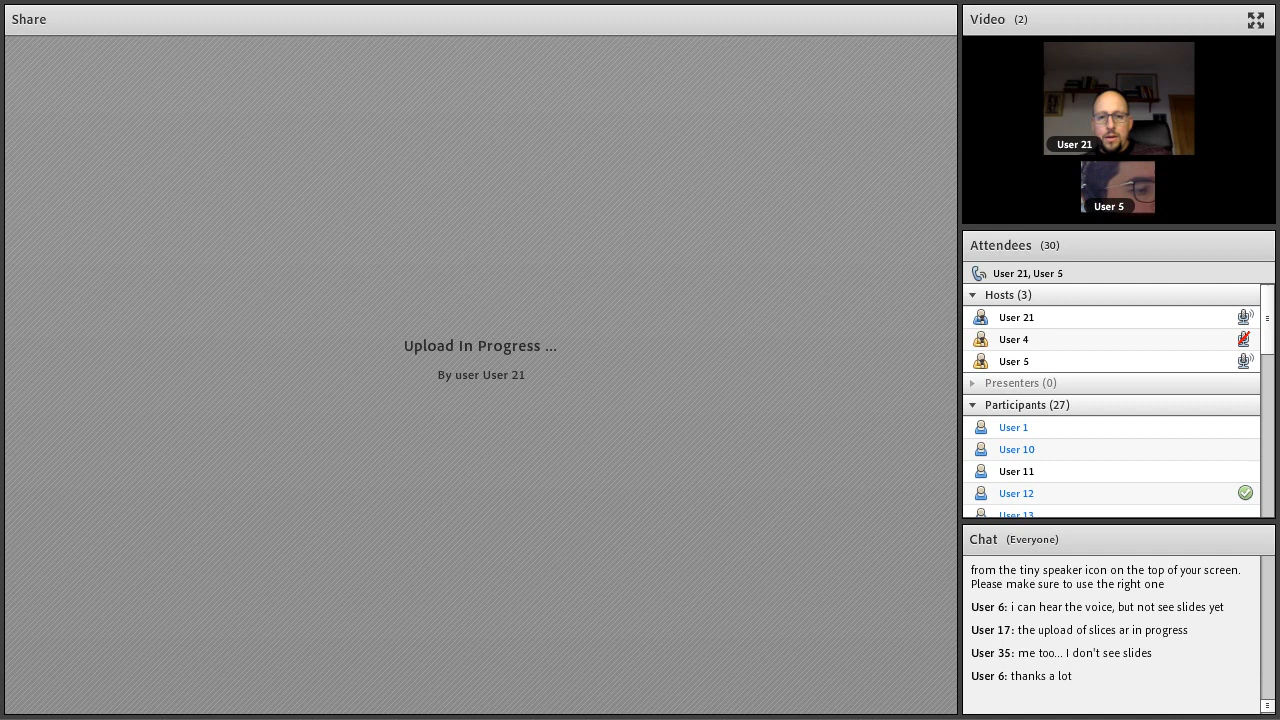 Share
Upload In Progress ...
By user User 21
Video (2)
User 21
User 5
Attendees (30)
User 21, User 5
Hosts (3)
User 21
User 4
User 5
Presenters (0)
Participants (27)
User 1
User 10
User 11
User 12
User 13
Chat (Everyone)
from the tiny speaker icon on the top of your screen.
Please make sure to use the right one
User 6: i can hear the voice, but not see slides yet
User 17: the upload of slices ar in progress
User 35: me too... I don't see slides
User 6: thanks a lot